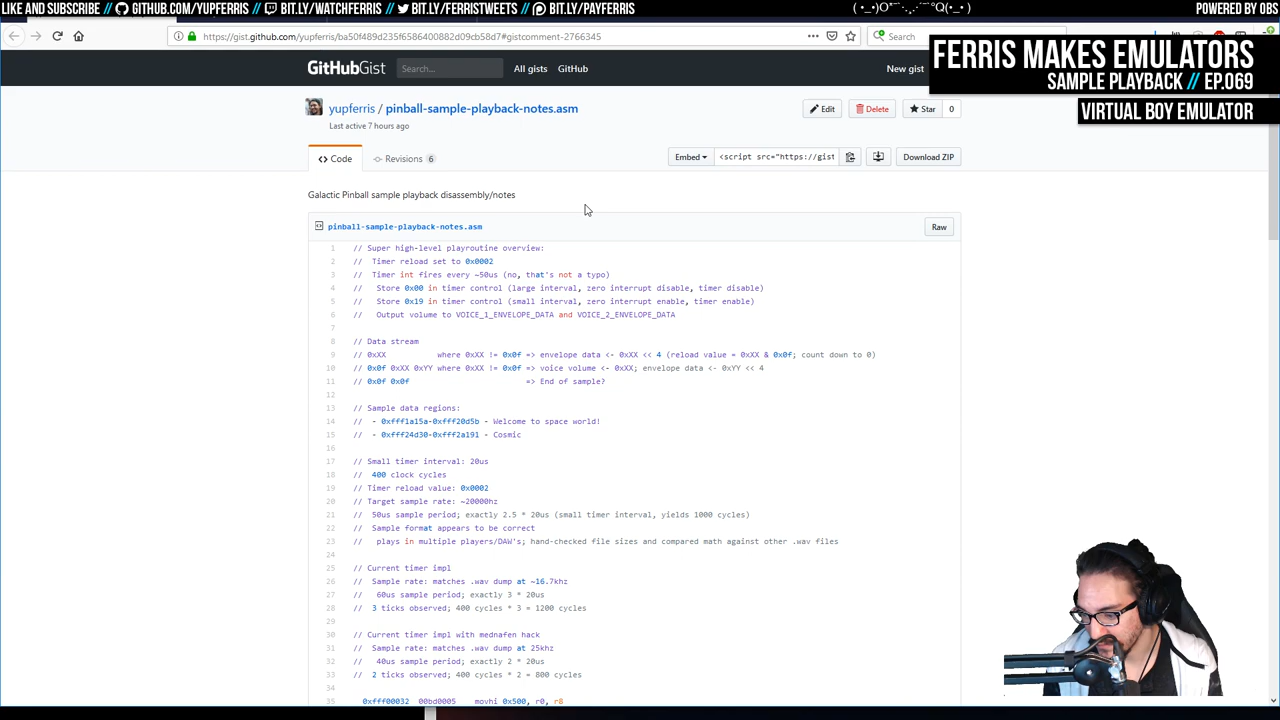 LIKE AND SUBSCRIBE // GITHUB.COM/YUPFERRIS // BIT.LY/WATCHFERRIS // BIT.LY/FERRISTWEETS // BIT.LY/PAYFERRIS
POWERED BY OBS
https://gist.github.com/yupferris/ba50f489d235f6586400882d09cb58d7#gistcomment-2766345
Search
FERRIS MAKES EMULATORS
SAMPLE PLAYBACK // EP.069
VIRTUAL BOY EMULATOR
GitHubGist Search... All gists GitHub New gist
yupferris / pinball-sample-playback-notes.asm
Edit Delete Star 0
Last active 7 hours ago
Code Revisions 6
Embed <script src="https://gist Download ZIP
Galactic Pinball sample playback disassembly/notes
pinball-sample-playback-notes.asm Raw
1 // Super high-level playroutine overview:
2 // Timer reload set to 0x0002
3 // Timer int fires every ~50us (no, that's not a typo)
4 // Store 0x00 in timer control (large interval, zero interrupt disable, timer disable)
5 // Store 0x19 in timer control (small interval, zero interrupt enable, timer enable)
6 // Output volume to VOICE_1_ENVELOPE_DATA and VOICE_2_ENVELOPE_DATA
7
8 // Data stream
9 // 0xXX where 0xXX != 0x0f => envelope data <- 0xXX << 4 (reload value = 0xXX & 0x0f; count down to 0)
10 // 0x0f 0xXX 0xYY where 0xXX != 0x0f => voice volume <- 0xXX; envelope data <- 0xYY << 4
11 // 0x0f 0x0f => End of sample?
12
13 // Sample data regions:
14 // - 0xfff1a15a-0xfff20d5b - Welcome to space world!
15 // - 0xfff24d30-0xfff2a191 - Cosmic
16
17 // Small timer interval: 20us
18 // 400 clock cycles
19 // Timer reload value: 0x0002
20 // Target sample rate: ~20000hz
21 // 50us sample period; exactly 2.5 * 20us (small timer interval, yields 1000 cycles)
22 // Sample format appears to be correct
23 // plays in multiple players/DAW's; hand-checked file sizes and compared math against other .wav files
24
25 // Current timer impl
26 // Sample rate: matches .wav dump at ~16.7khz
27 // 60us sample period; exactly 3 * 20us
28 // 3 ticks observed; 400 cycles * 3 = 1200 cycles
29
30 // Current timer impl with mednafen hack
31 // Sample rate: matches .wav dump at 25khz
32 // 40us sample period; exactly 2 * 20us
33 // 2 ticks observed; 400 cycles * 2 = 800 cycles
34
35 0xfff00032 00bd0005 movhi 0x500, r0, r8